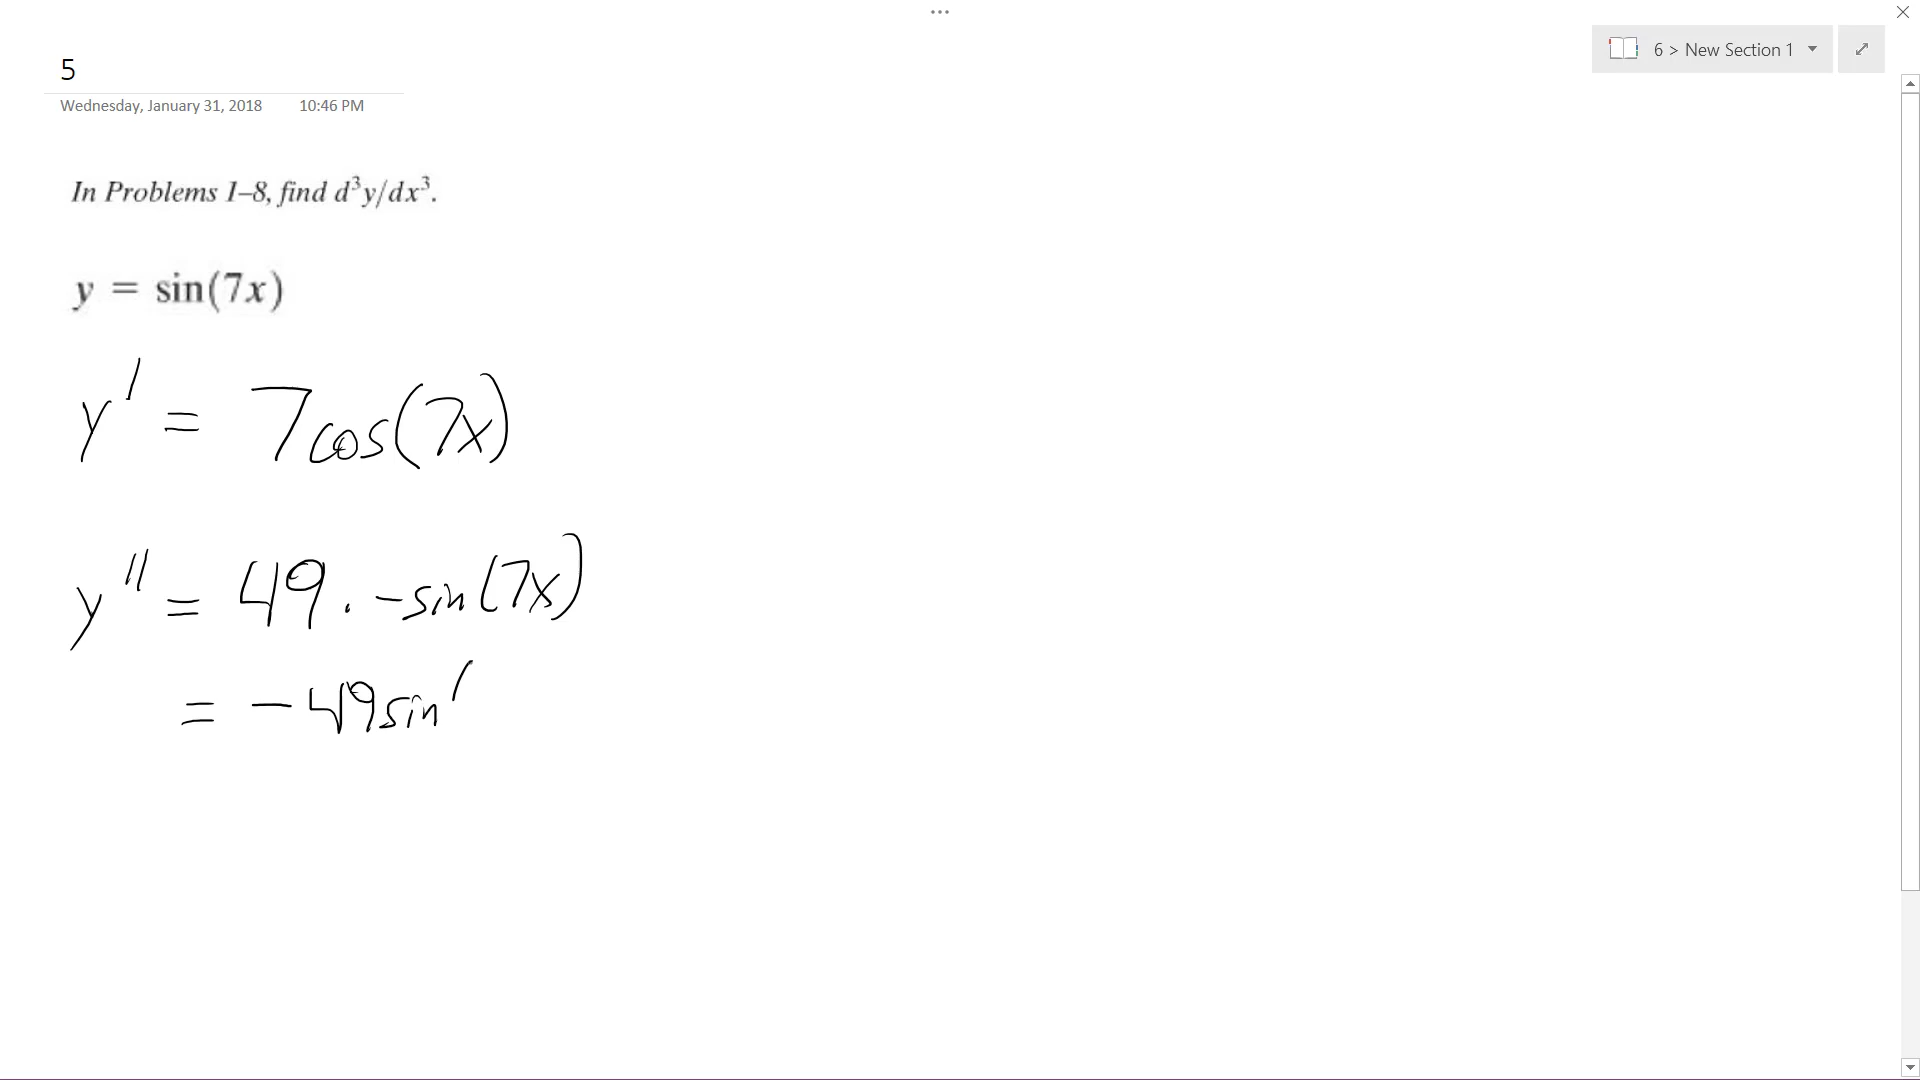 ...
6 > New Section 1
5
Wednesday, January 31, 2018 10:46 PM
In Problems 1–8, find d³y/dx³.
y = sin(7x)
y' = 7cos(7x)
y'' = 49 · -sin(7x)
= -49sin(